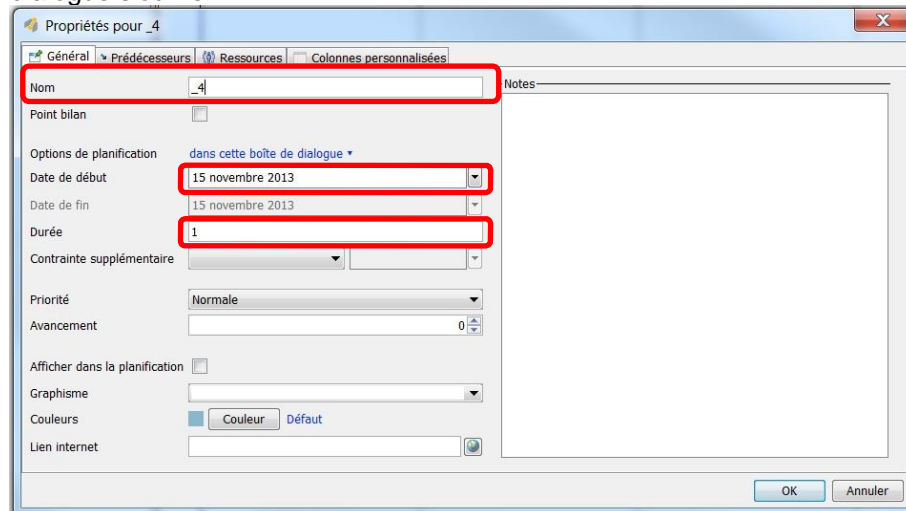 Propriétés pour _4
X
Général Prédécesseurs Ressources Colonnes personnalisées
Nom _4
Notes
Point bilan
Options de planification dans cette boîte de dialogue
Date de début 15 novembre 2013
Date de fin 15 novembre 2013
Durée 1
Contrainte supplémentaire
Priorité Normale
Avancement 0
Afficher dans la planification
Graphisme
Couleurs Couleur Défaut
Lien internet
OK Annuler